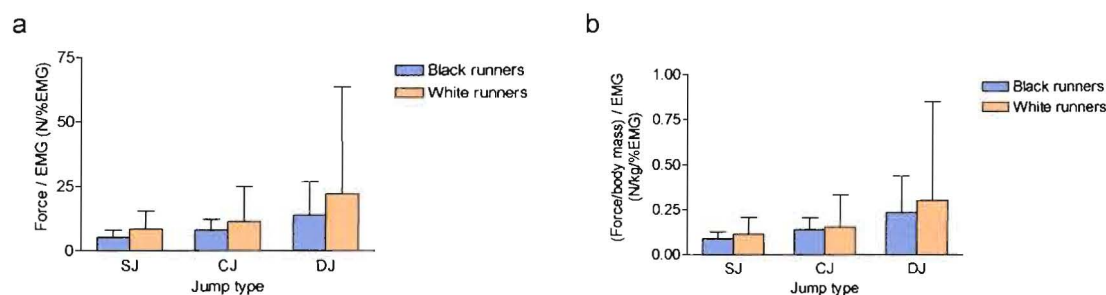 a
Force / EMG (N/%EMG)
75
50
25
0
SJ
CJ
DJ
Jump type
Black runners
White runners
b
(Force/body mass) / EMG
(N/kg/%EMG)
1.00
0.75
0.50
0.25
0.00
SJ
CJ
DJ
Jump type
Black runners
White runners